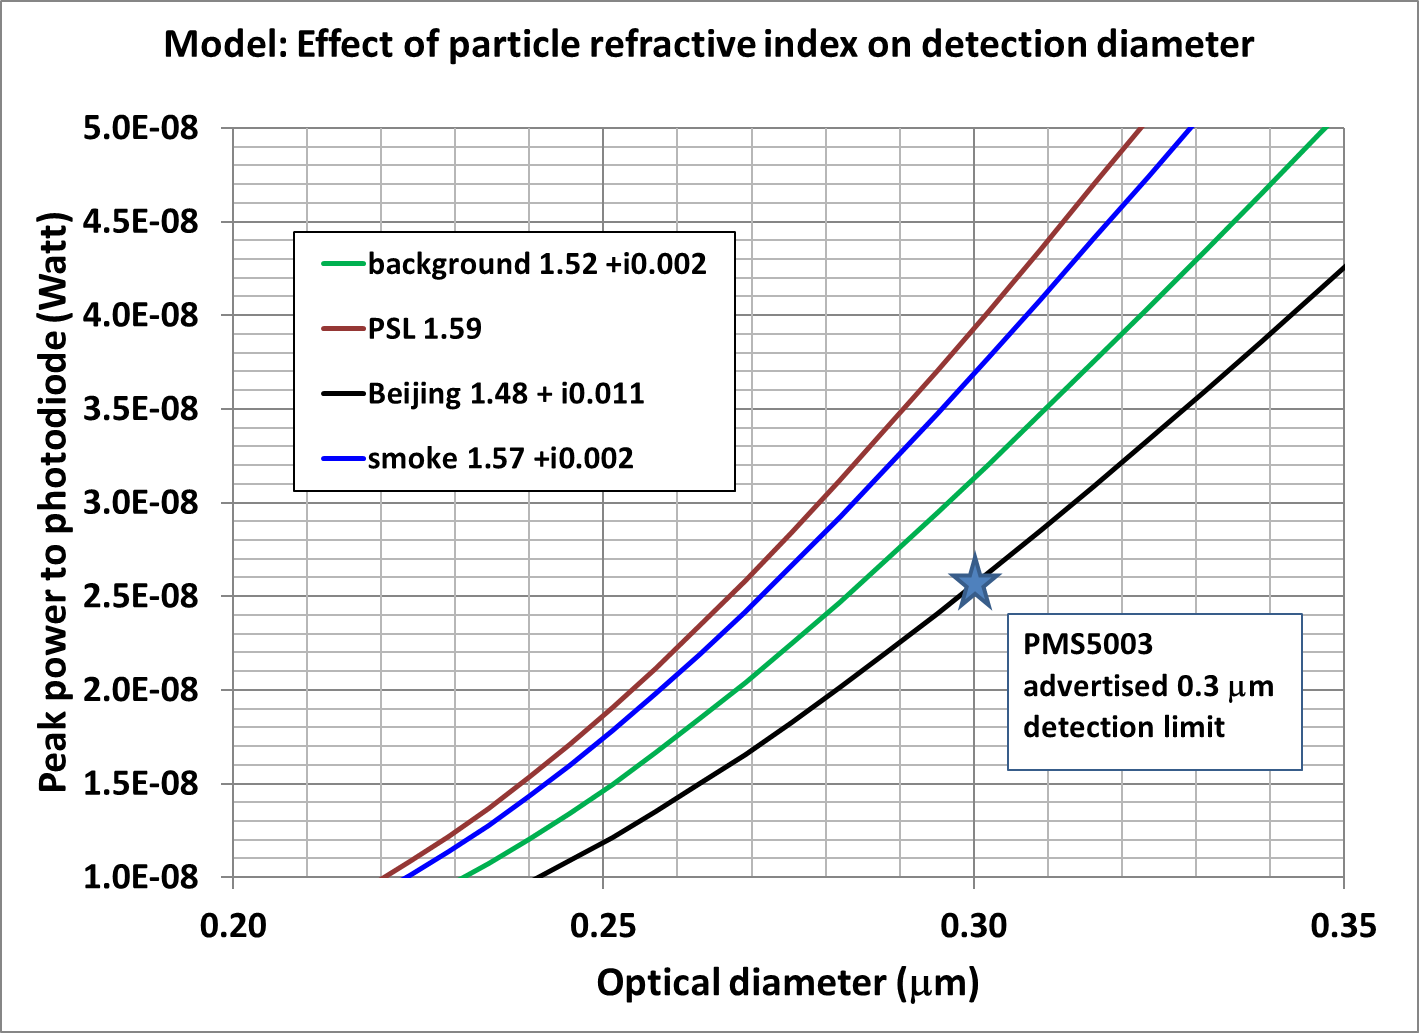 Model: Effect of particle refractive index on detection diameter
Peak power to photodiode (Watt)
5.0E-08
4.5E-08
4.0E-08
3.5E-08
3.0E-08
2.5E-08
2.0E-08
1.5E-08
1.0E-08
background 1.52 +i0.002
PSL 1.59
Beijing 1.48 + i0.011
smoke 1.57 +i0.002
PMS5003
advertised 0.3 μm
detection limit
0.20
0.25
0.30
0.35
Optical diameter (μm)